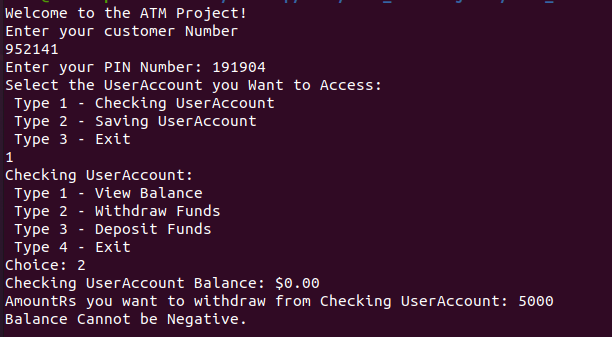 Welcome to the ATM Project!
Enter your customer Number
952141
Enter your PIN Number: 191904
Select the UserAccount you Want to Access:
 Type 1 - Checking UserAccount
 Type 2 - Saving UserAccount
 Type 3 - Exit
1
Checking UserAccount:
 Type 1 - View Balance
 Type 2 - Withdraw Funds
 Type 3 - Deposit Funds
 Type 4 - Exit
Choice: 2
Checking UserAccount Balance: $0.00
AmountRs you want to withdraw from Checking UserAccount: 5000
Balance Cannot be Negative.